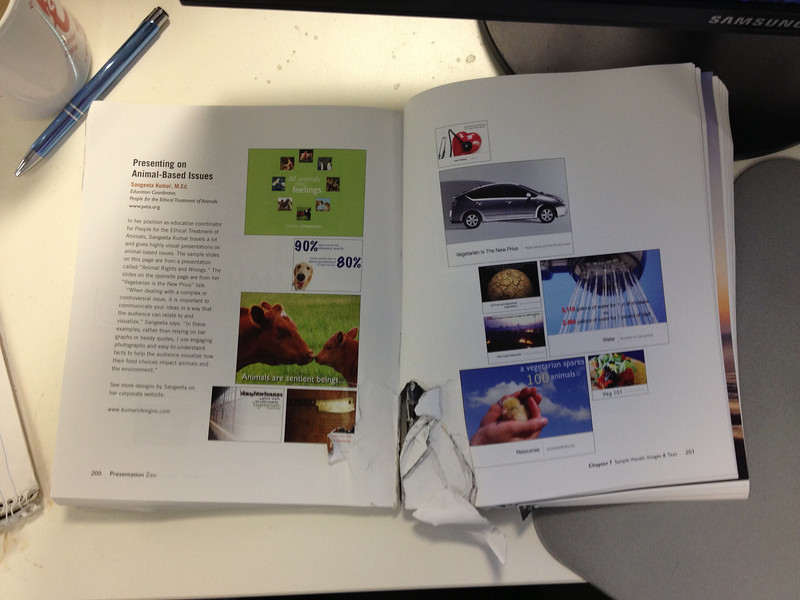 SAMSUNG
Presenting on
Animal-Based Issues
Sangeeta Kumar, M.Ed.
Education Coordinator,
People for the Ethical Treatment of Animals
www.peta.org
In her position as education coordinator
for People for the Ethical Treatment of
Animals, Sangeeta Kumar travels a lot
and gives highly visual presentations on
animal-based issues. The sample slides
on this page are from a presentation
called "Animal Rights and Wrongs." The
slides on the opposite page are from her
"Vegetarian is the New Prius" talk.
"When dealing with a complex or
controversial issue, it is important to
communicate your ideas in a way that
the audience can relate to and
visualize," Sangeeta says. "In these
examples, rather than relying on bar
graphs or heady quotes, I use engaging
photographs and easy-to-understand
facts to help the audience visualize how
their food choices impact animals and
the environment."
See more designs by Sangeeta on
her corporate website:
www.kumaridesigns.com
All animals
feelings
90%
80%
Animals are sentient beings.
slaughterhouses
200 Presentation Zen
Vegetarian Is The New Prius
Water
a vegetarian spares
100 animals
Resources
Veg 101
Chapter 7 Sample Visuals: Images & Text 201